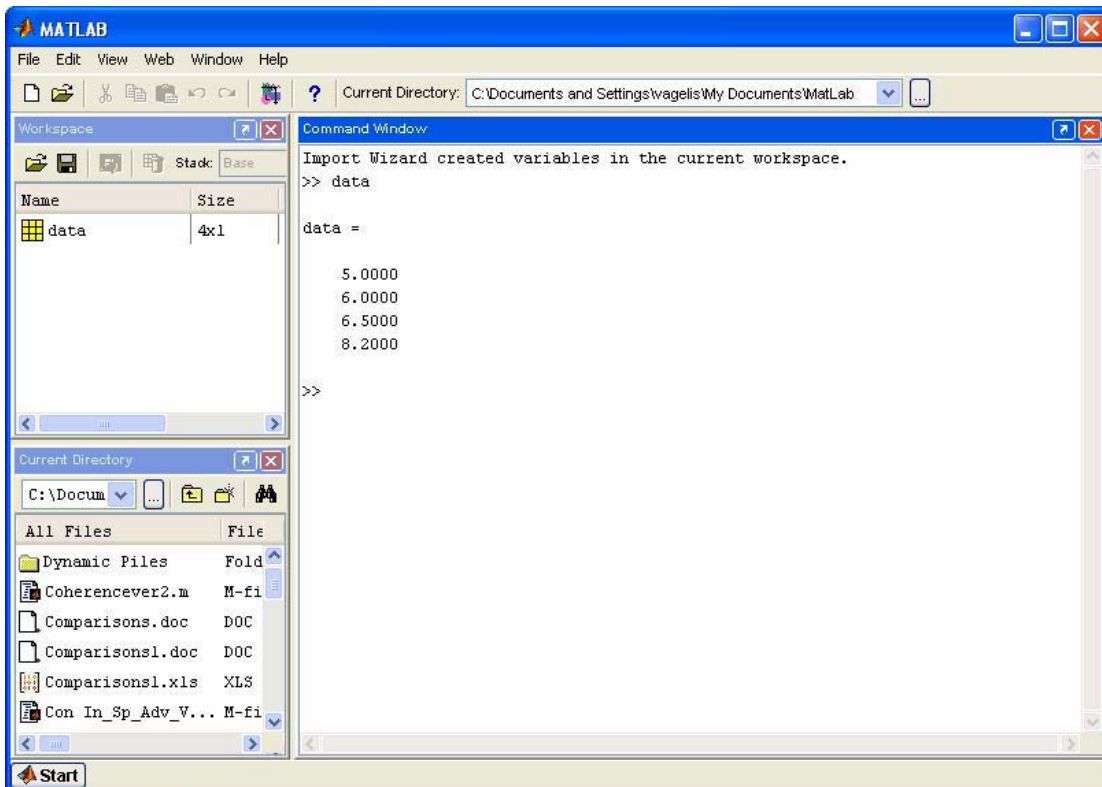 MATLAB
File Edit View Web Window Help
? Current Directory: C:\Documents and Settings\vagelis\My Documents\MatLab ...
Workspace
Stack: Base
Name Size
data 4x1
Command Window
Import Wizard created variables in the current workspace.
>> data
data =
5.0000
6.0000
6.5000
8.2000
>>
Current Directory
C:\Docum ...
All Files File
Dynamic Piles Fold
Coherencever2.m M-fi
Comparisons.doc DOC
Comparisons1.doc DOC
Comparisons1.xls XLS
Con In_Sp_Adv_V... M-fi
Start